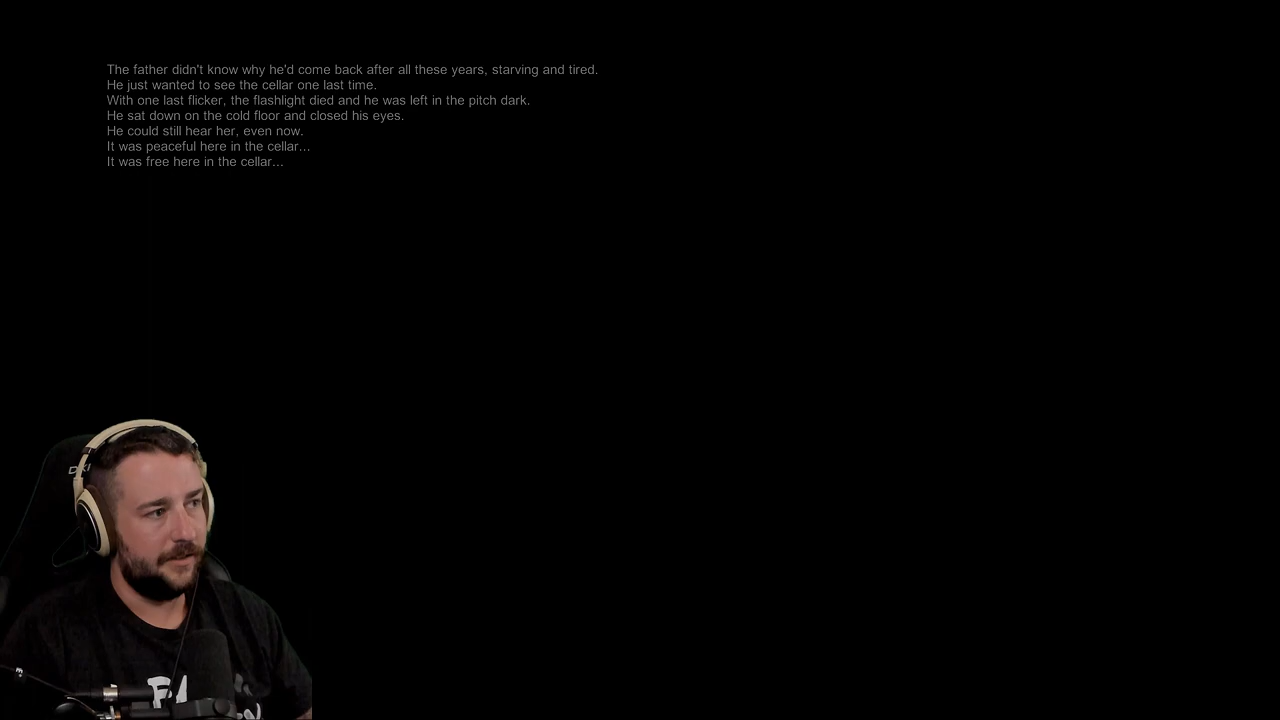 The father didn't know why he'd come back after all these years, starving and tired.
He just wanted to see the cellar one last time.
With one last flicker, the flashlight died and he was left in the pitch dark.
He sat down on the cold floor and closed his eyes.
He could still hear her, even now.
It was peaceful here in the cellar...
It was free here in the cellar...